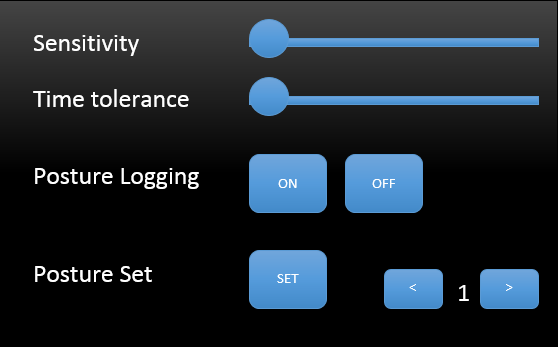 Sensitivity
Time tolerance
Posture Logging ON OFF
Posture Set SET < 1 >